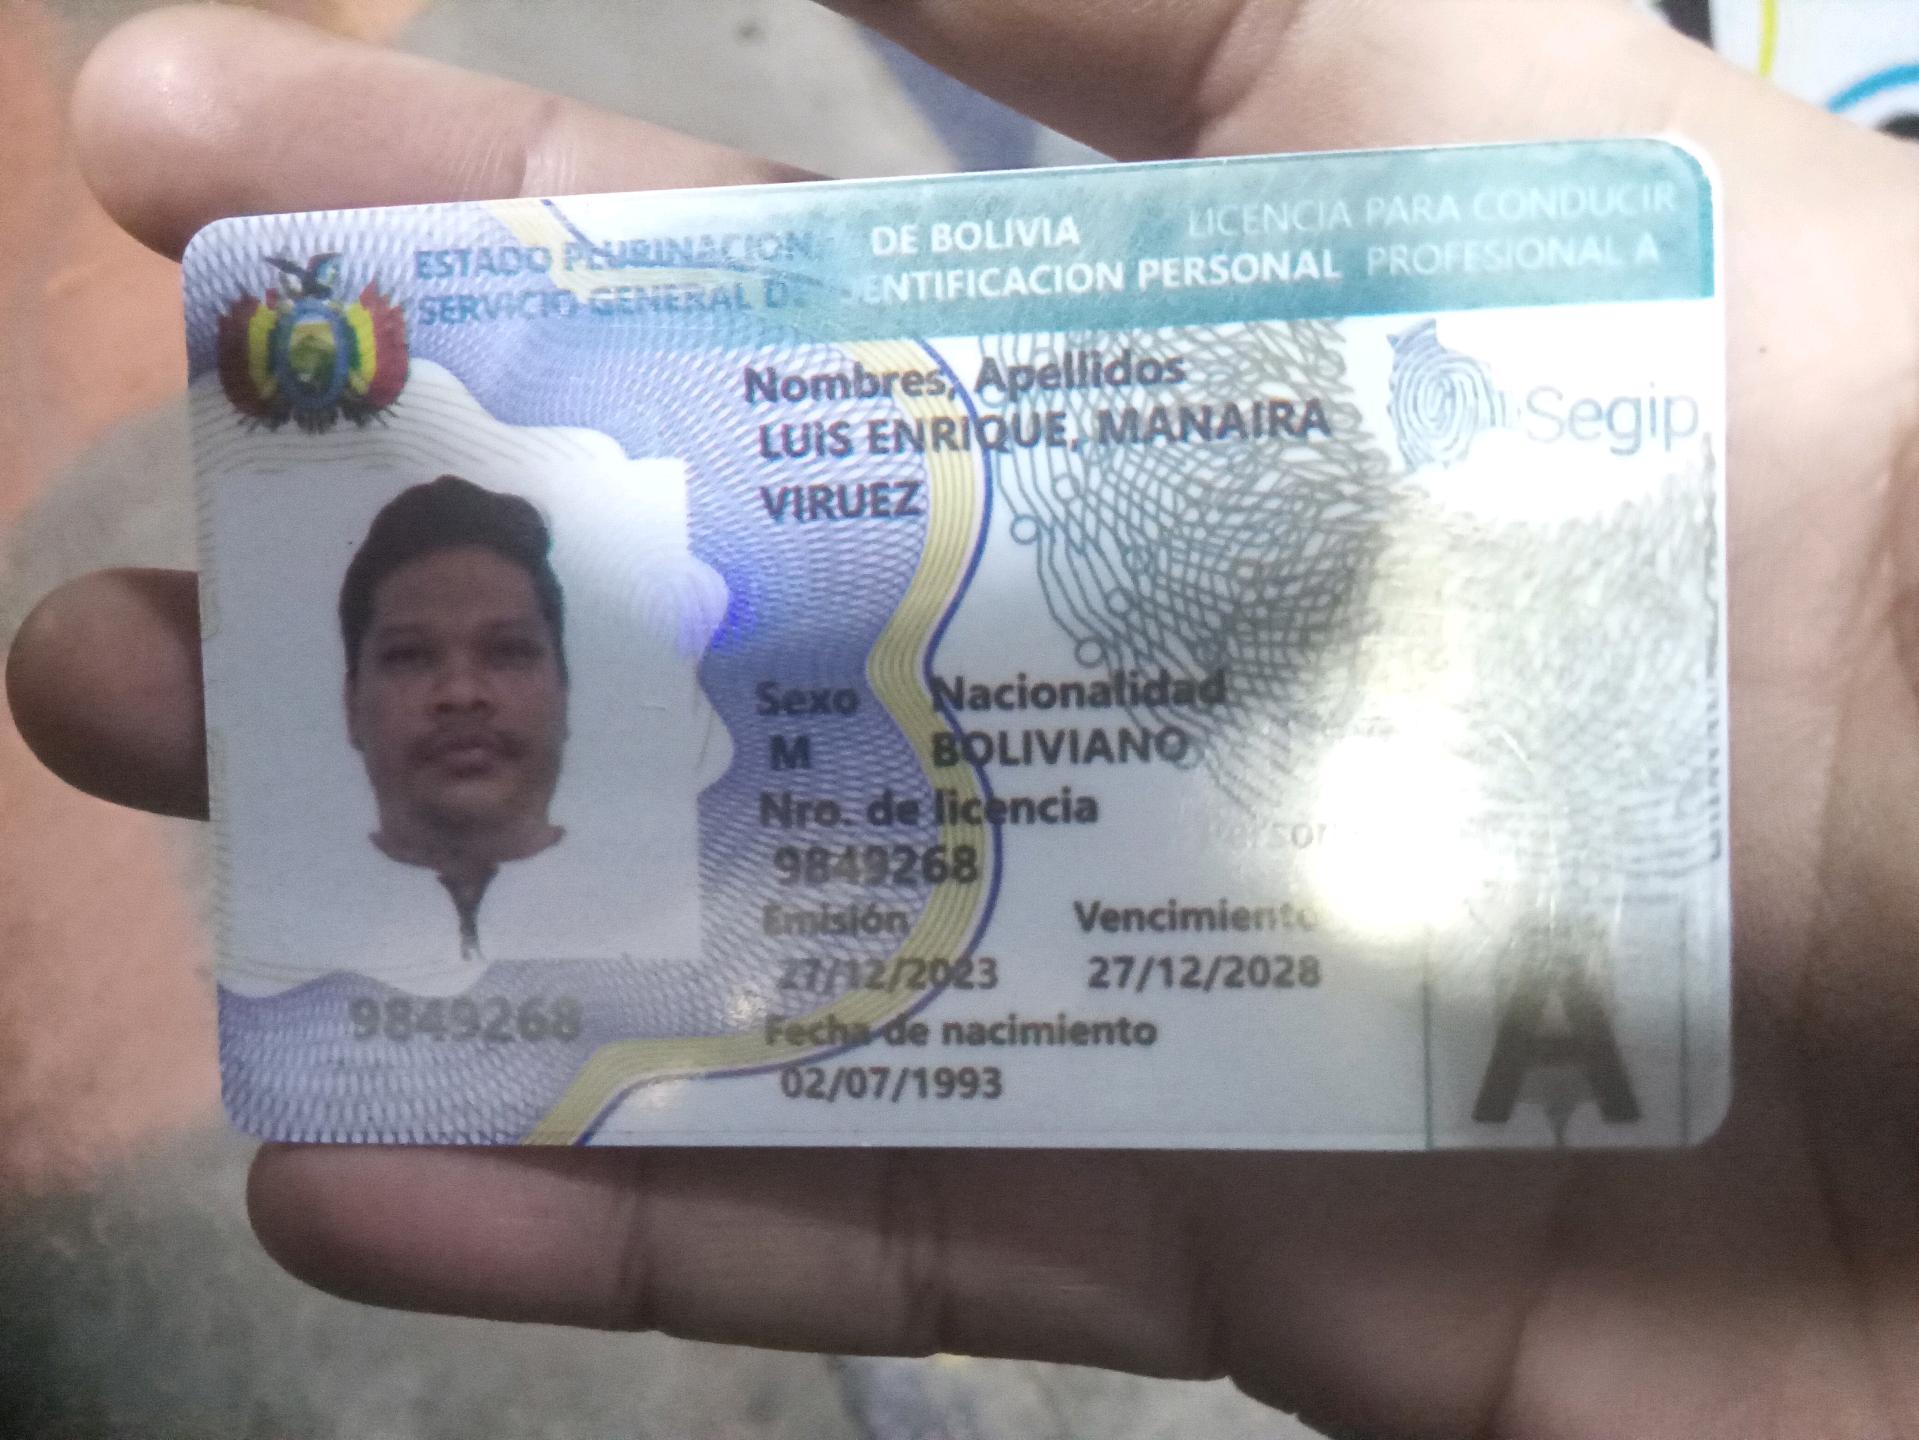 ESTADO PLURINACIONAL DE BOLIVIA
SERVICIO GENERAL DE IDENTIFICACIÓN PERSONAL
LICENCIA PARA CONDUCIR
PROFESIONAL A
Segip
Nombres, Apellidos
LUIS ENRIQUE, MANAIRA
VIRUEZ
Sexo Nacionalidad
M BOLIVIANO
Nro. de licencia
9849268
Emisión Vencimiento
27/12/2023 27/12/2028
Fecha de nacimiento
02/07/1993
9849268
A